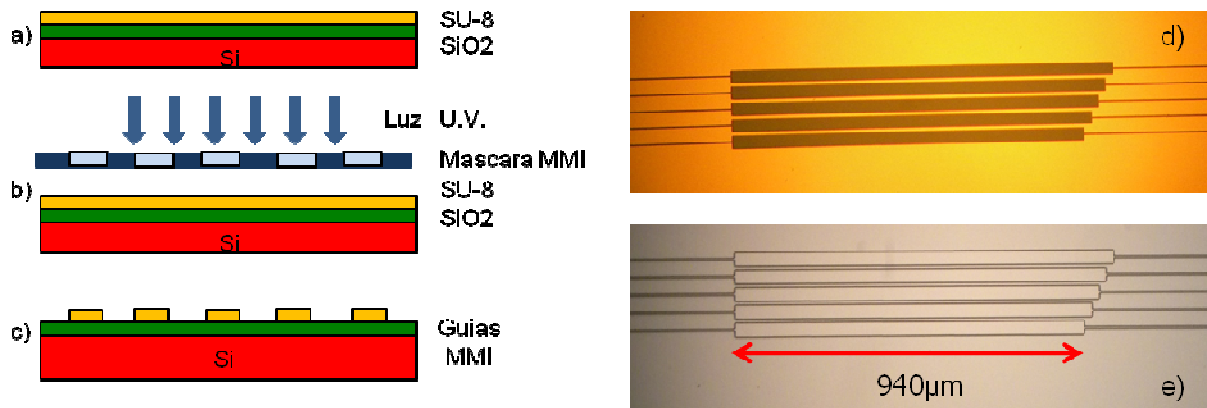 a)
SU-8
SiO2
Si
Luz U.V.
Mascara MMI
b)
SU-8
SIO2
Si
c)
Guias
MMI
Si
d)
940µm
e)